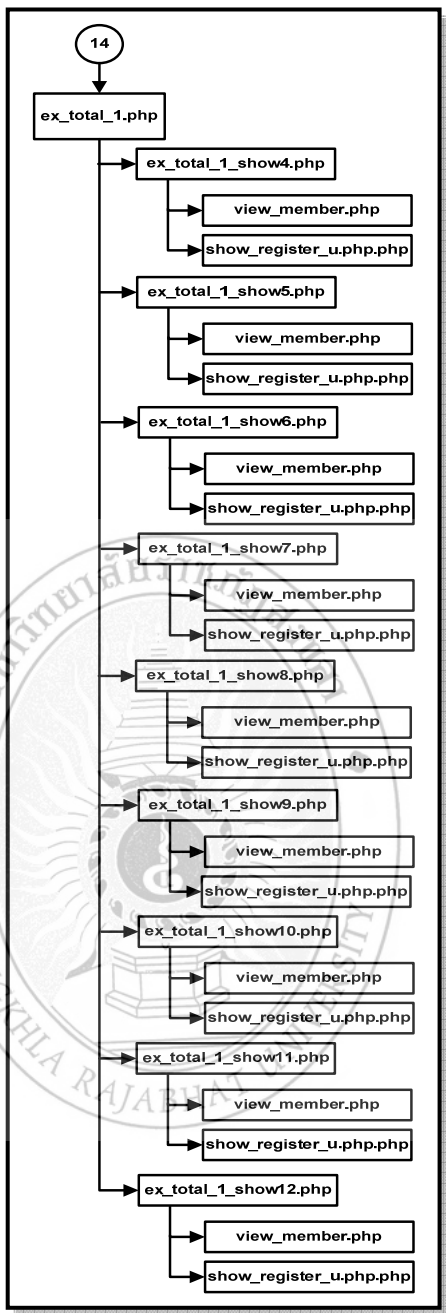 14
ex_total_1.php
ex_total_1_show4.php
view_member.php
show_register_u.php.php
ex_total_1_show5.php
view_member.php
show_register_u.php.php
ex_total_1_show6.php
view_member.php
show_register_u.php.php
ex_total_1_show7.php
view_member.php
show_register_u.php.php
ex_total_1_show8.php
view_member.php
show_register_u.php.php
ex_total_1_show9.php
view_member.php
show_register_u.php.php
ex_total_1_show10.php
view_member.php
show_register_u.php.php
ex_total_1_show11.php
view_member.php
show_register_u.php.php
ex_total_1_show12.php
view_member.php
show_register_u.php.php
RAJABHAT UNIVERSITY